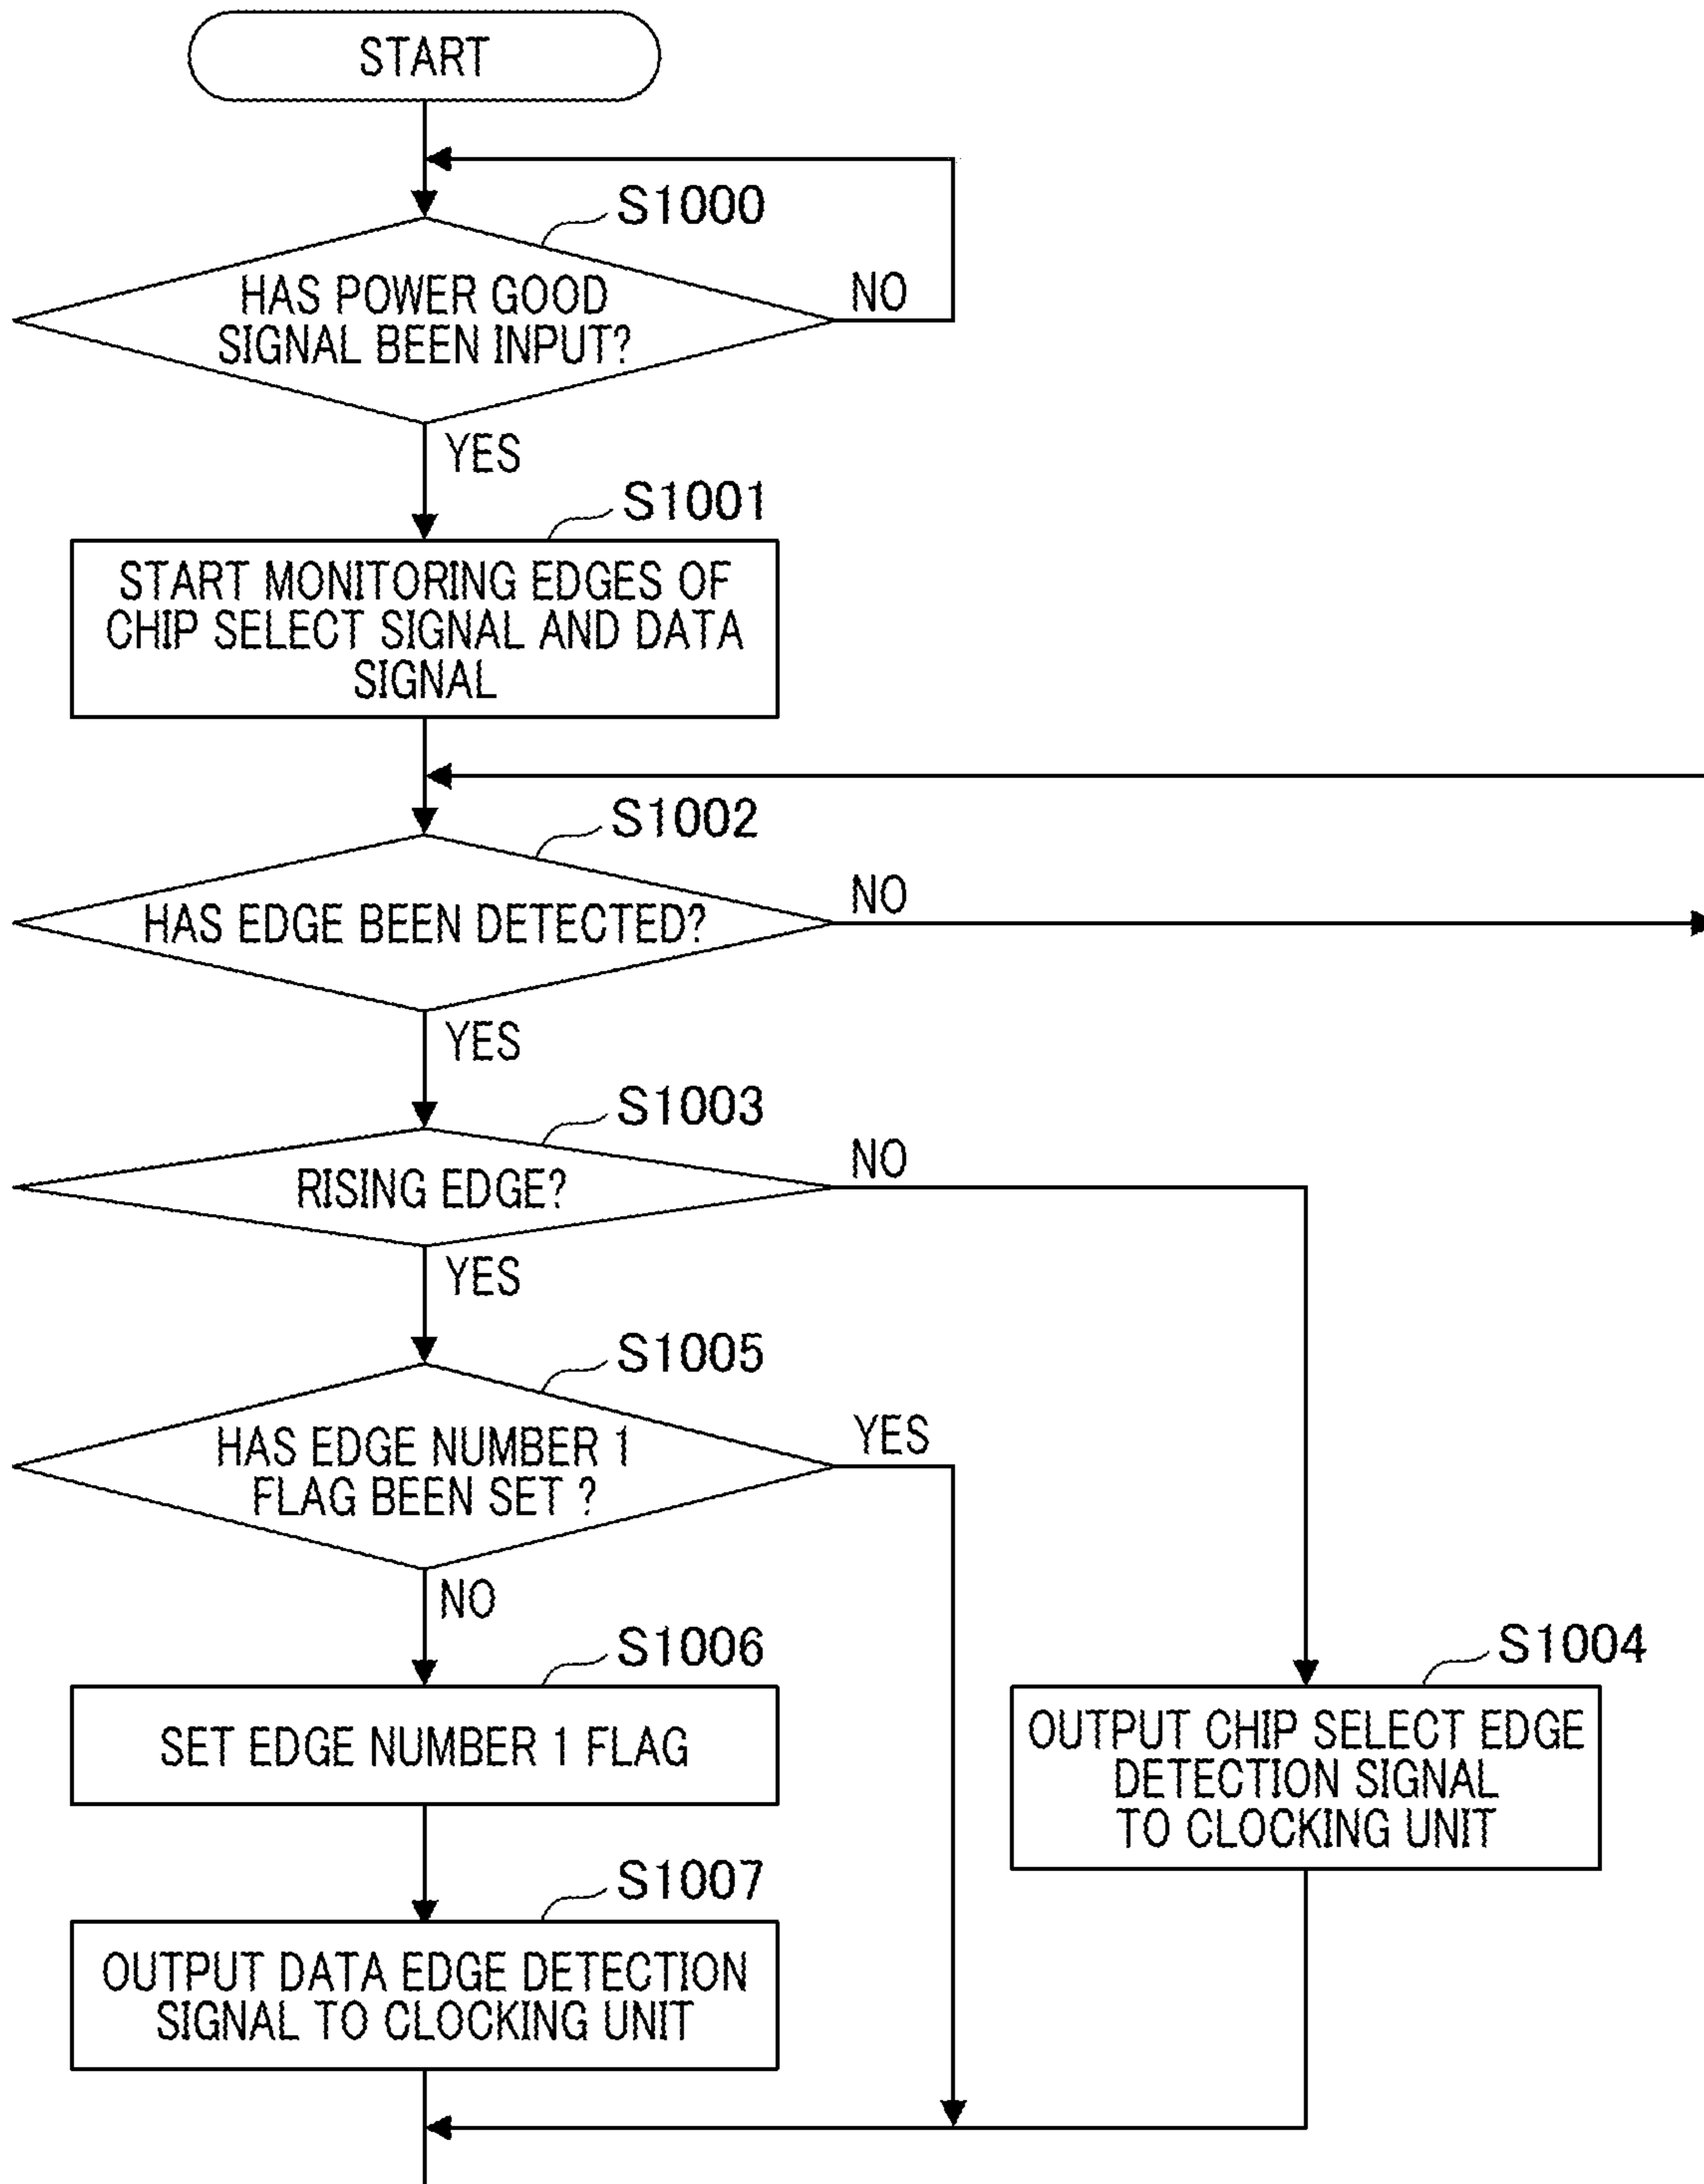 START
S1000
HAS POWER GOOD
SIGNAL BEEN INPUT?
NO
YES
S1001
START MONITORING EDGES OF
CHIP SELECT SIGNAL AND DATA
SIGNAL
S1002
HAS EDGE BEEN DETECTED?
NO
YES
S1003
RISING EDGE?
NO
YES
S1005
HAS EDGE NUMBER 1
FLAG BEEN SET ?
YES
NO
S1006
SET EDGE NUMBER 1 FLAG
S1004
OUTPUT CHIP SELECT EDGE
DETECTION SIGNAL
TO CLOCKING UNIT
S1007
OUTPUT DATA EDGE DETECTION
SIGNAL TO CLOCKING UNIT